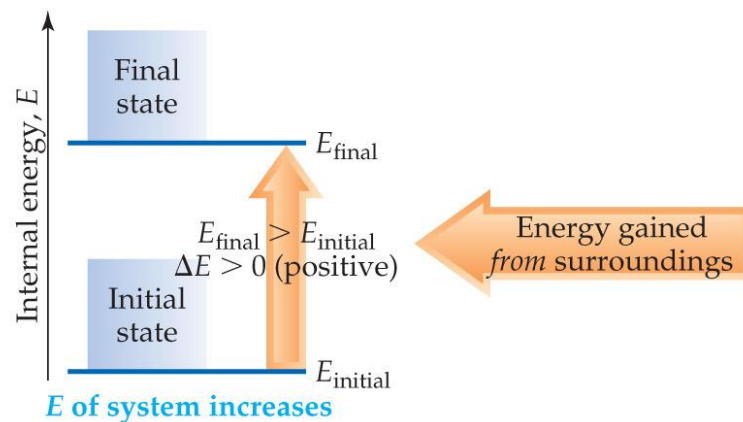 Internal energy, E
Final
state
E_final
E_final > E_initial
ΔE > 0 (positive)
Energy gained
from surroundings
Initial
state
E_initial
E of system increases